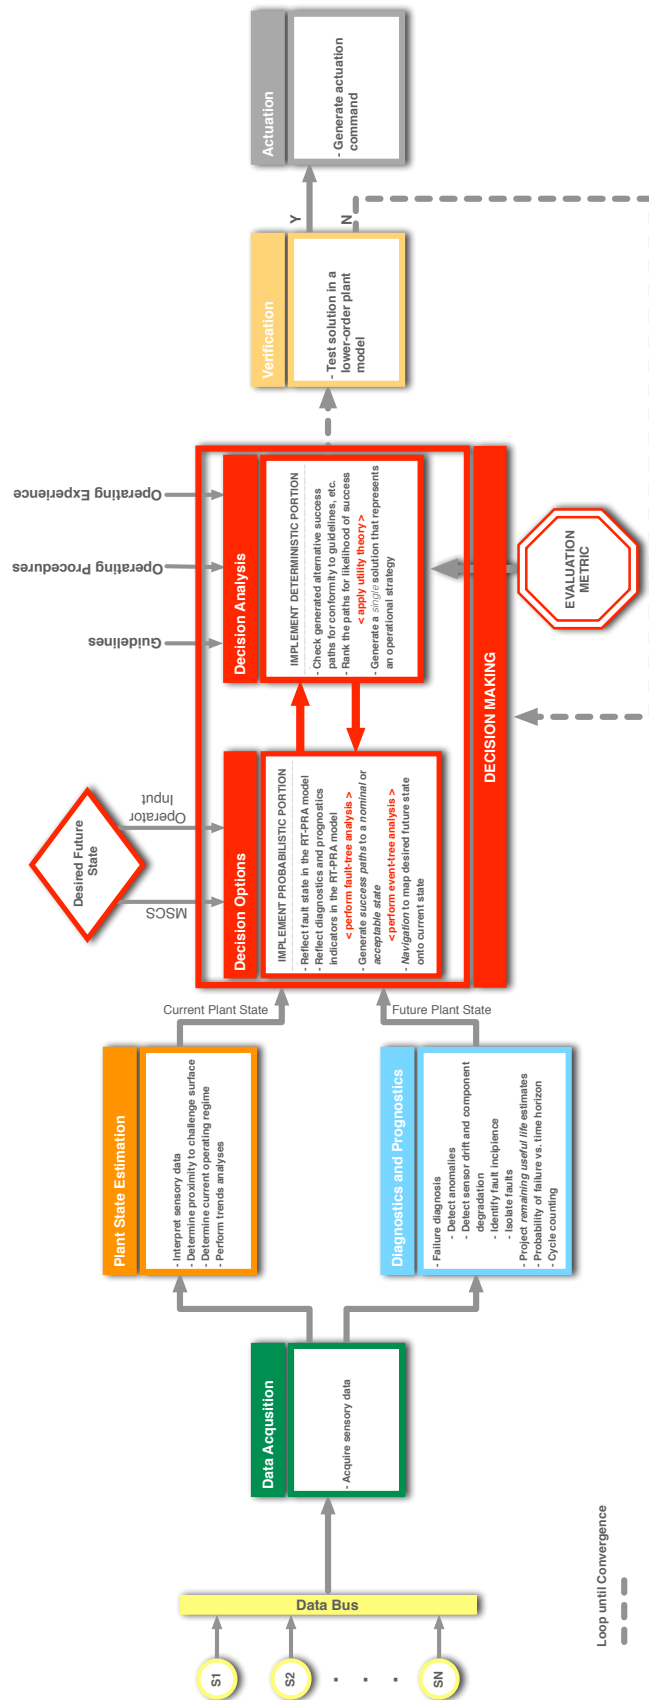 S1
S2
. . .
SN
Data Bus
Data Acqusition
- Acquire sensory data
Plant State Estimation
- Interpret sensory data
- Determine proximity to challenge surface
- Determine current operating regime
- Perform trends analyses
Diagnostics and Prognostics
- Failure diagnosis
- Detect anomalies
- Detect sensor drift and component
degradation
- Identify fault incipience
- Isolate faults
- Project remaining useful life estimates
- Probability of failure vs. time horizon
- Cycle counting
Current Plant State
Future Plant State
Desired Future
State
MSCS
Operator
Input
Decision Options
IMPLEMENT PROBABILISTIC PORTION
- Reflect fault state in the RT-PRA model
- Reflect diagnostics and prognostics
indicators in the RT-PRA model
< perform fault-tree analysis >
- Generate success paths to a nominal or
acceptable state
< perform event-tree analysis >
- Navigation to map desired future state
onto current state
Guidelines
Operating Procedures
Operating Experience
Decision Analysis
IMPLEMENT DETERMINISTIC PORTION
- Check generated alternative success
paths for conformity to guidelines, etc.
- Rank the paths for likelihood of success
< apply utility theory >
- Generate a single solution that represents
an operational strategy
DECISION MAKING
EVALUATION
METRIC
Verification
- Test solution in a
lower-order plant
model
Y
N
Actuation
- Generate actuation
command
Loop until Convergence